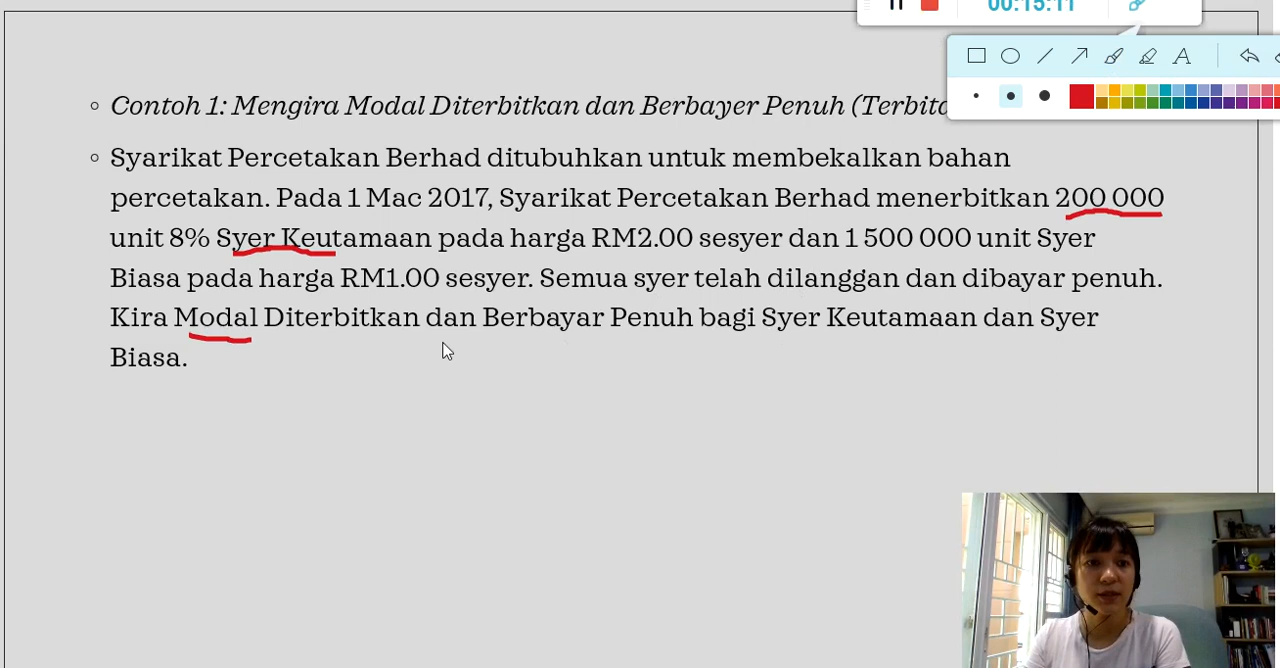 00:15:11
A
Contoh 1: Mengira Modal Diterbitkan dan Berbayer Penuh
Syarikat Percetakan Berhad ditubuhkan untuk membekalkan bahan
percetakan. Pada 1 Mac 2017, Syarikat Percetakan Berhad menerbitkan 200 000
unit 8% Syer Keutamaan pada harga RM2.00 sesyer dan 1 500 000 unit Syer
Biasa pada harga RM1.00 sesyer. Semua syer telah dilanggan dan dibayar penuh.
Kira Modal Diterbitkan dan Berbayar Penuh bagi Syer Keutamaan dan Syer
Biasa.